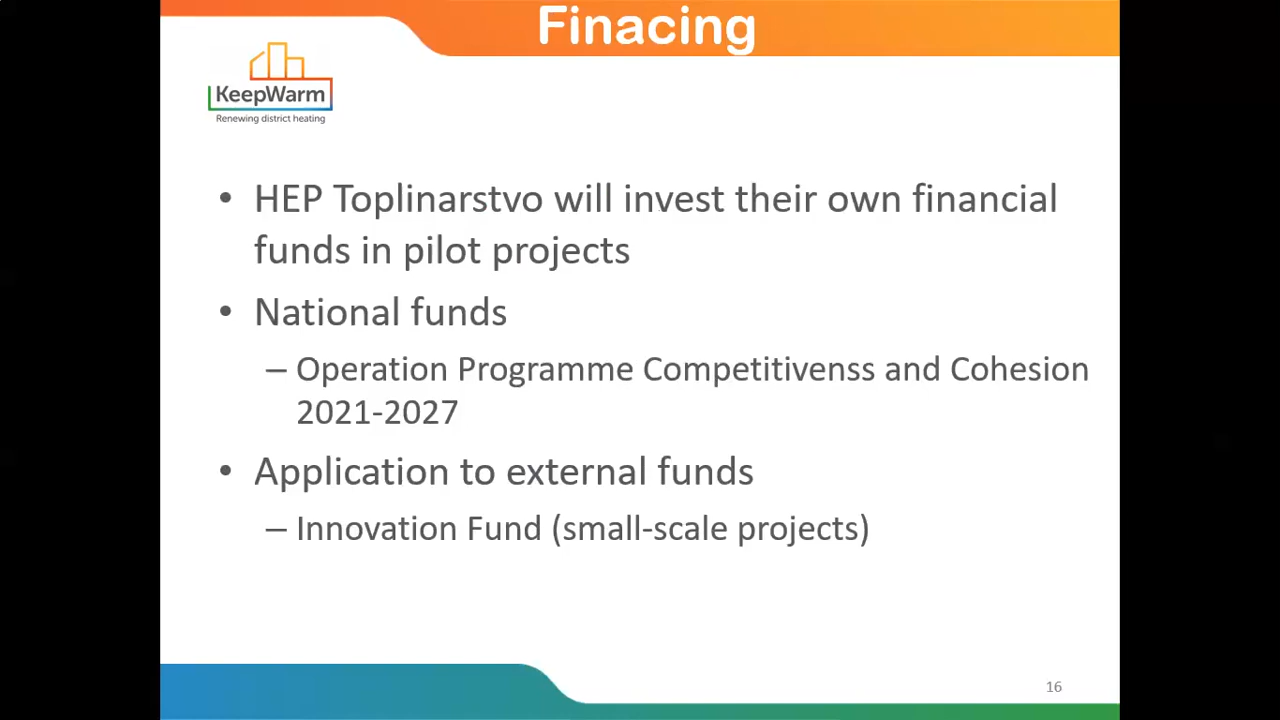 Finacing
KeepWarm
Renewing district heating
• HEP Toplinarstvo will invest their own financial
funds in pilot projects
• National funds
– Operation Programme Competitivenss and Cohesion
2021-2027
• Application to external funds
– Innovation Fund (small-scale projects)
16